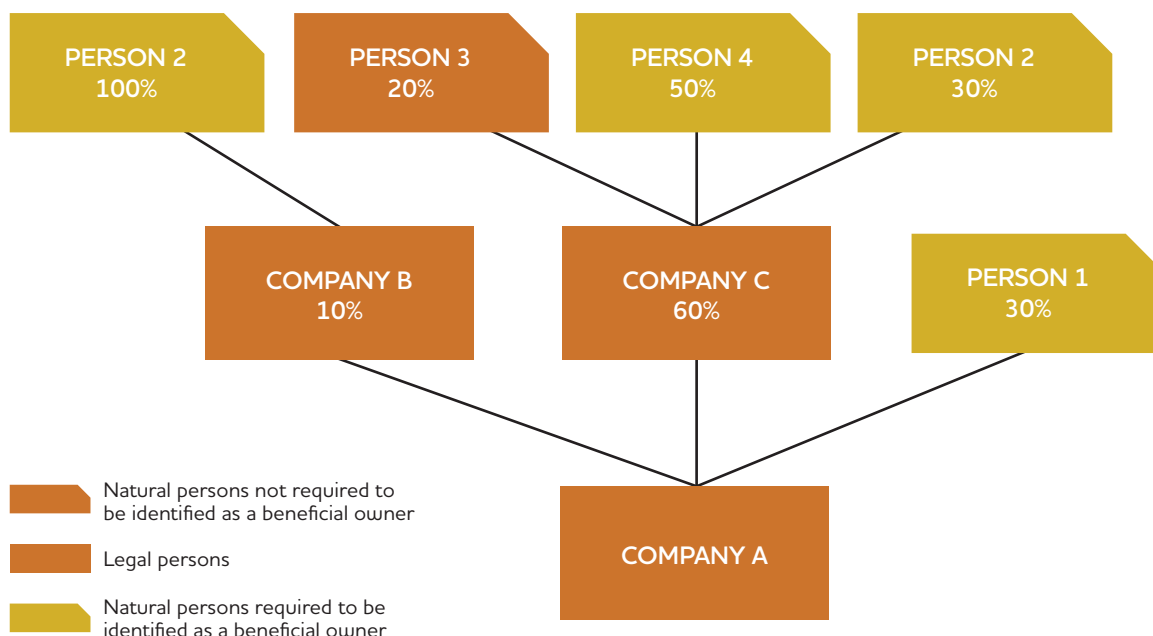 PERSON 2
100%
PERSON 3
20%
PERSON 4
50%
PERSON 2
30%
COMPANY B
10%
COMPANY C
60%
PERSON 1
30%
Natural persons not required to
be identified as a beneficial owner
Legal persons
Natural persons required to be
identified as a beneficial owner
COMPANY A